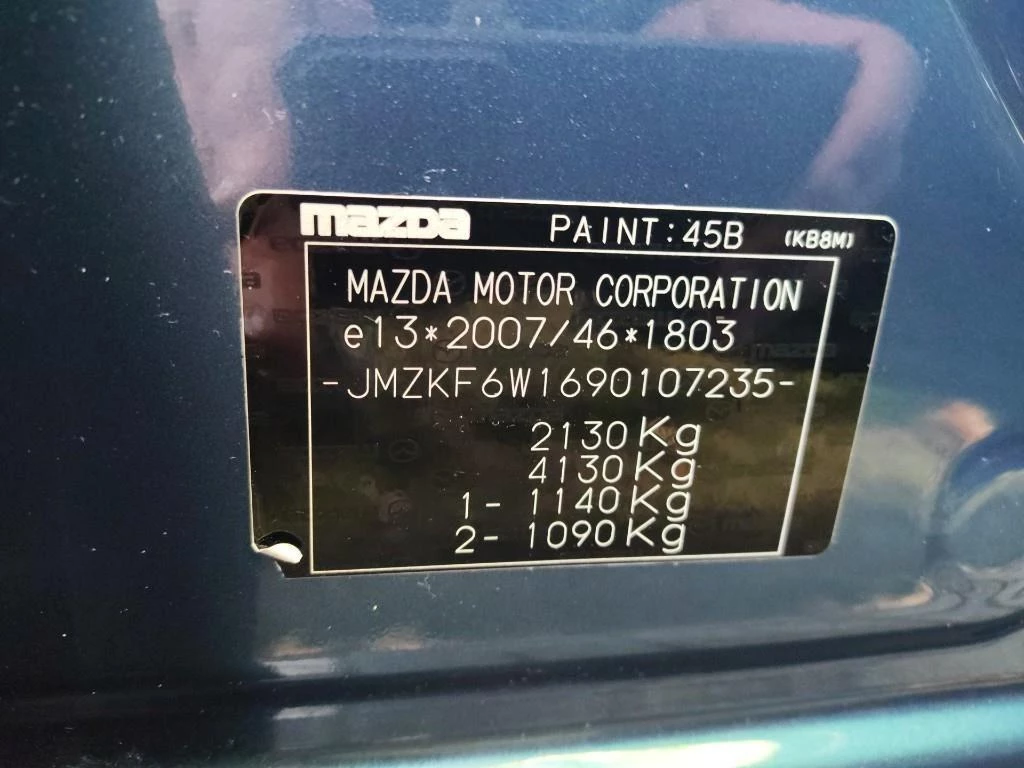 mazda PAINT:45B (KB8M)
MAZDA MOTOR CORPORATION
e13*2007/46*1803
-JMZKF6W1690107235-
2130Kg
4130Kg
1- 1140Kg
2- 1090Kg